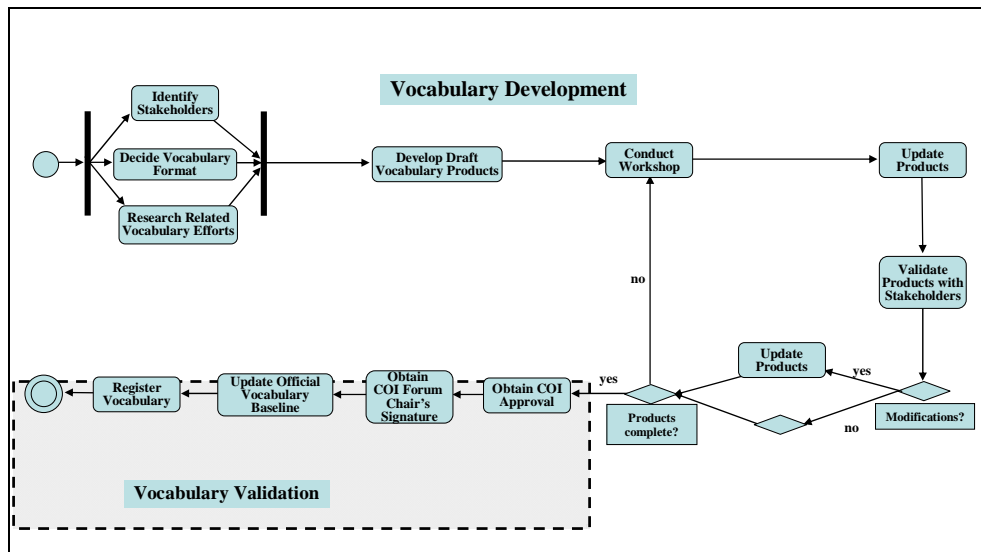 Vocabulary Development
Identify
Stakeholders
Decide Vocabulary
Format
Research Related
Vocabulary Efforts
Develop Draft
Vocabulary Products
Conduct
Workshop
Update
Products
Validate
Products with
Stakeholders
no
Update
Products
yes
Modifications?
no
Products
complete?
yes
Obtain COI
Approval
Obtain
COI Forum
Chair's
Signature
Update Official
Vocabulary
Baseline
Register
Vocabulary
Vocabulary Validation